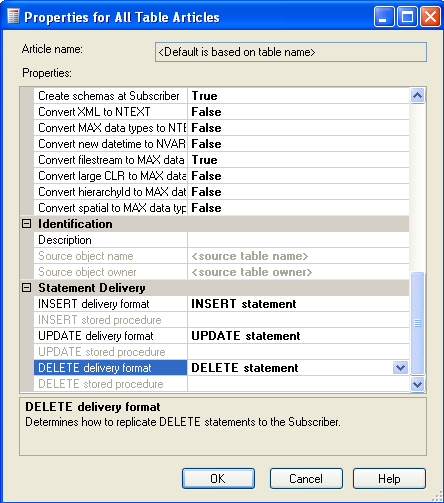 Properties for All Table Articles
Article name: <Default is based on table name>
Properties:
Create schemas at Subscriber True
Convert XML to NTEXT False
Convert MAX data types to NTE False
Convert new datetime to NVAR False
Convert filestream to MAX data True
Convert large CLR to MAX data False
Convert hierarchyId to MAX dat False
Convert spatial to MAX data typ False
Identification
Description
Source object name <source table name>
Source object owner <source table owner>
Statement Delivery
INSERT delivery format INSERT statement
INSERT stored procedure
UPDATE delivery format UPDATE statement
UPDATE stored procedure
DELETE delivery format DELETE statement
DELETE stored procedure
DELETE delivery format
Determines how to replicate DELETE statements to the Subscriber.
OK Cancel Help